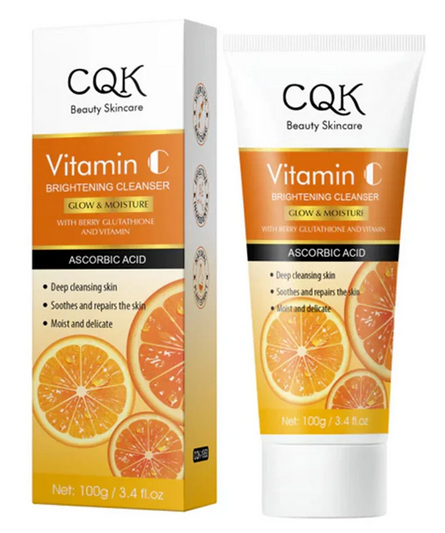 CQK
Beauty Skincare
Vitamin C
BRIGHTENING CLEANSER
GLOW & MOISTURE
WITH BERRY GLUTATHIONE
AND VITAMIN
ASCORBIC ACID
• Deep cleansing skin
• Soothes and repairs the skin
• Moist and delicate
Net: 100g / 3.4 fl.oz
CQK
Beauty Skincare
Vitamin C
BRIGHTENING CLEANSER
GLOW & MOISTURE
WITH BERRY GLUTATHIONE AND VITAMIN
ASCORBIC ACID
• Deep cleansing skin
• Soothes and repairs the skin
• Moist and delicate
Net: 100g / 3.4 fl.oz